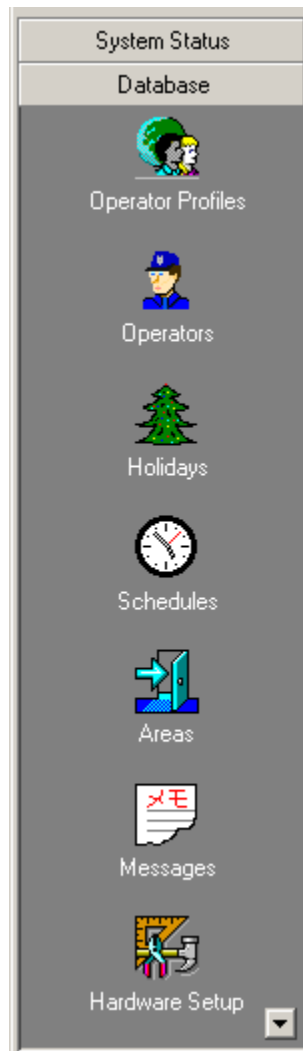 System Status
Database
Operator Profiles
Operators
Holidays
Schedules
Areas
メモ
Messages
Hardware Setup